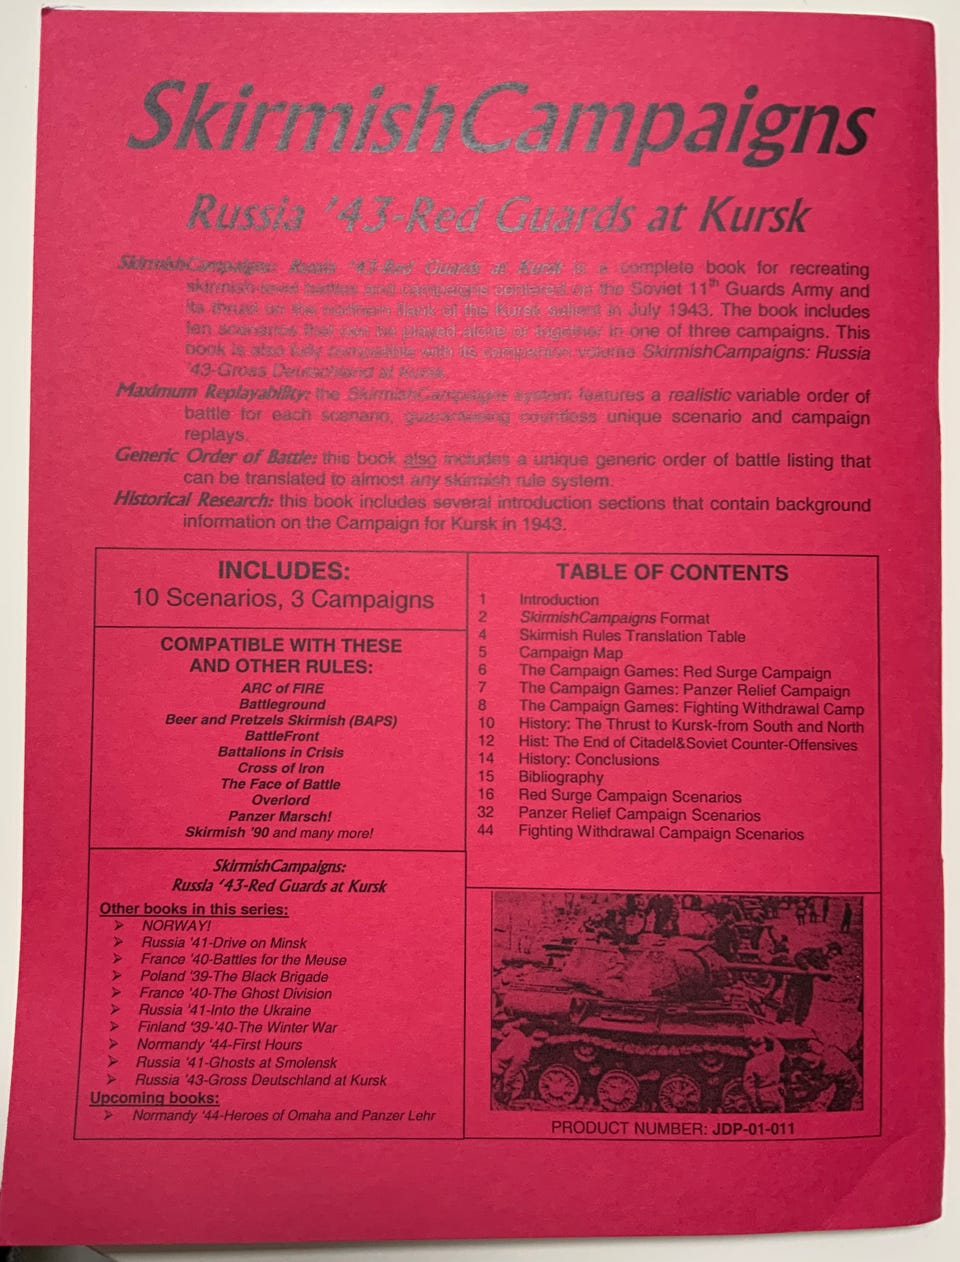 SkirmishCampaigns
Russia '43-Red Guards at Kursk
SkirmishCampaigns: Russia '43-Red Guards at Kursk is a complete book for recreating
skirmish-level battles and campaigns centered on the Soviet 11th Guards Army and
its thrust on the northern flank of the Kursk salient in July 1943. The book includes
ten scenarios that can be played alone or together in one of three campaigns. This
book is also fully compatible with its companion volume SkirmishCampaigns: Russia
'43-Gross Deutschland at Kursk.
Maximum Replayability: the SkirmishCampaigns system features a realistic variable order of
battle for each scenario, guaranteeing countless unique scenario and campaign
replays.
Generic Order of Battle: this book also includes a unique generic order of battle listing that
can be translated to almost any skirmish rule system.
Historical Research: this book includes several introduction sections that contain background
information on the Campaign for Kursk in 1943.
INCLUDES:
10 Scenarios, 3 Campaigns
COMPATIBLE WITH THESE
AND OTHER RULES:
ARC of FIRE
Battleground
Beer and Pretzels Skirmish (BAPS)
BattleFront
Battalions in Crisis
Cross of Iron
The Face of Battle
Overlord
Panzer Marsch!
Skirmish '90 and many more!
SkirmishCampaigns:
Russia '43-Red Guards at Kursk
Other books in this series:
➢ NORWAY!
➢ Russia '41-Drive on Minsk
➢ France '40-Battles for the Meuse
➢ Poland '39-The Black Brigade
➢ France '40-The Ghost Division
➢ Russia '41-Into the Ukraine
➢ Finland '39-'40-The Winter War
➢ Normandy '44-First Hours
➢ Russia '41-Ghosts at Smolensk
➢ Russia '43-Gross Deutschland at Kursk
Upcoming books:
➢ Normandy '44-Heroes of Omaha and Panzer Lehr
TABLE OF CONTENTS
1 Introduction
2 SkirmishCampaigns Format
4 Skirmish Rules Translation Table
5 Campaign Map
6 The Campaign Games: Red Surge Campaign
7 The Campaign Games: Panzer Relief Campaign
8 The Campaign Games: Fighting Withdrawal Camp
10 History: The Thrust to Kursk-from South and North
12 Hist: The End of Citadel&Soviet Counter-Offensives
14 History: Conclusions
15 Bibliography
16 Red Surge Campaign Scenarios
32 Panzer Relief Campaign Scenarios
44 Fighting Withdrawal Campaign Scenarios
PRODUCT NUMBER: JDP-01-011